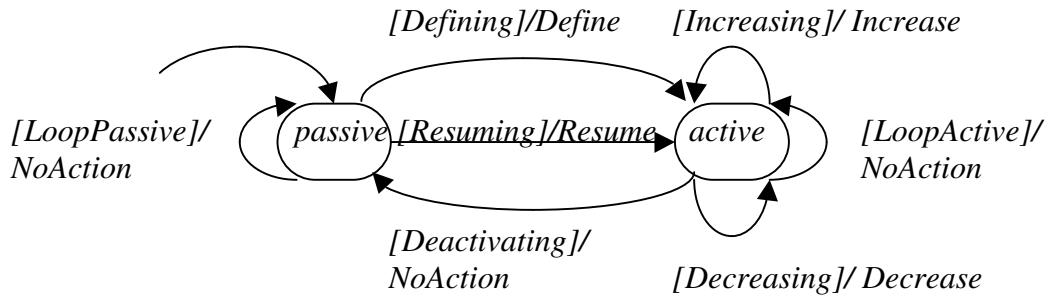 [Defining]/Define
[Increasing]/ Increase
[LoopPassive]/
NoAction
passive
[Resuming]/Resume
active
[LoopActive]/
NoAction
[Deactivating]/
NoAction
[Decreasing]/ Decrease